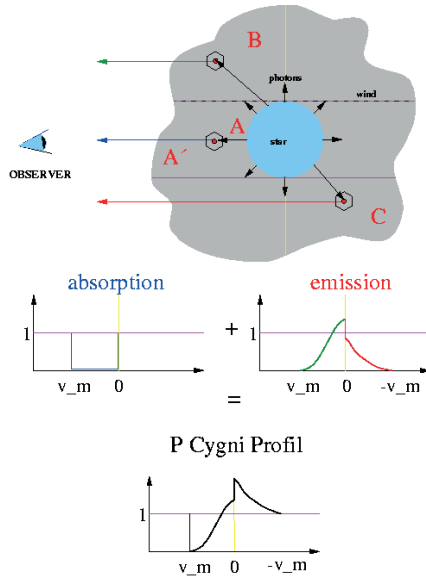 B
photons
wind
A
star
A´
OBSERVER
C
absorption
emission
+
1
1
v_m 0
v_m 0 -v_m
=
P Cygni Profil
1
v_m 0 -v_m